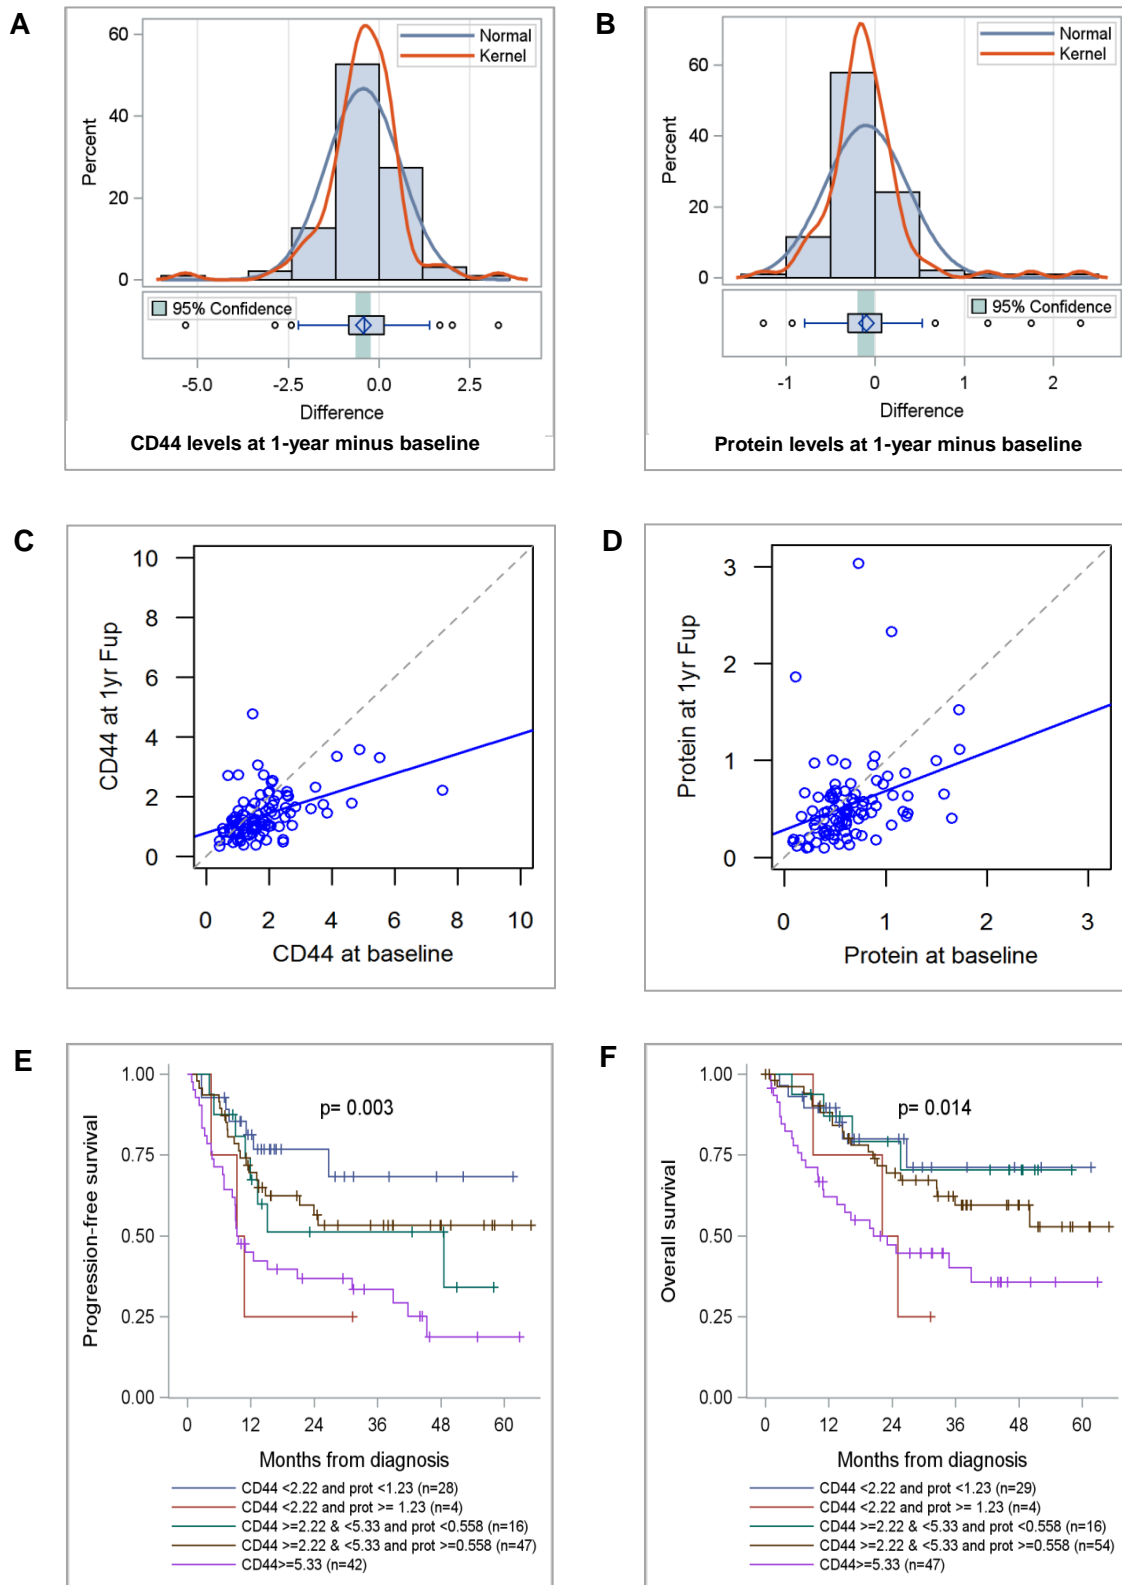 A
60
40
20
0
Percent
Normal
Kernel
95% Confidence
-5.0
-2.5
0.0
2.5
Difference
CD44 levels at 1-year minus baseline
B
60
40
20
0
Percent
Normal
Kernel
95% Confidence
-1
0
1
2
Difference
Protein levels at 1-year minus baseline
C
10
8
6
4
2
0
CD44 at 1yr Fup
0
2
4
6
8
10
CD44 at baseline
D
3
2
1
0
Protein at 1yr Fup
0
1
2
3
Protein at baseline
E
1.00
0.75
0.50
0.25
0.00
Progression-free survival
p= 0.003
0
12
24
36
48
60
Months from diagnosis
CD44 <2.22 and prot <1.23 (n=28)
CD44 <2.22 and prot >= 1.23 (n=4)
CD44 >=2.22 & <5.33 and prot <0.558 (n=16)
CD44 >=2.22 & <5.33 and prot >=0.558 (n=47)
CD44>=5.33 (n=42)
F
1.00
0.75
0.50
0.25
0.00
Overall survival
p= 0.014
0
12
24
36
48
60
Months from diagnosis
CD44 <2.22 and prot <1.23 (n=29)
CD44 <2.22 and prot >= 1.23 (n=4)
CD44 >=2.22 & <5.33 and prot <0.558 (n=16)
CD44 >=2.22 & <5.33 and prot >=0.558 (n=54)
CD44>=5.33 (n=47)